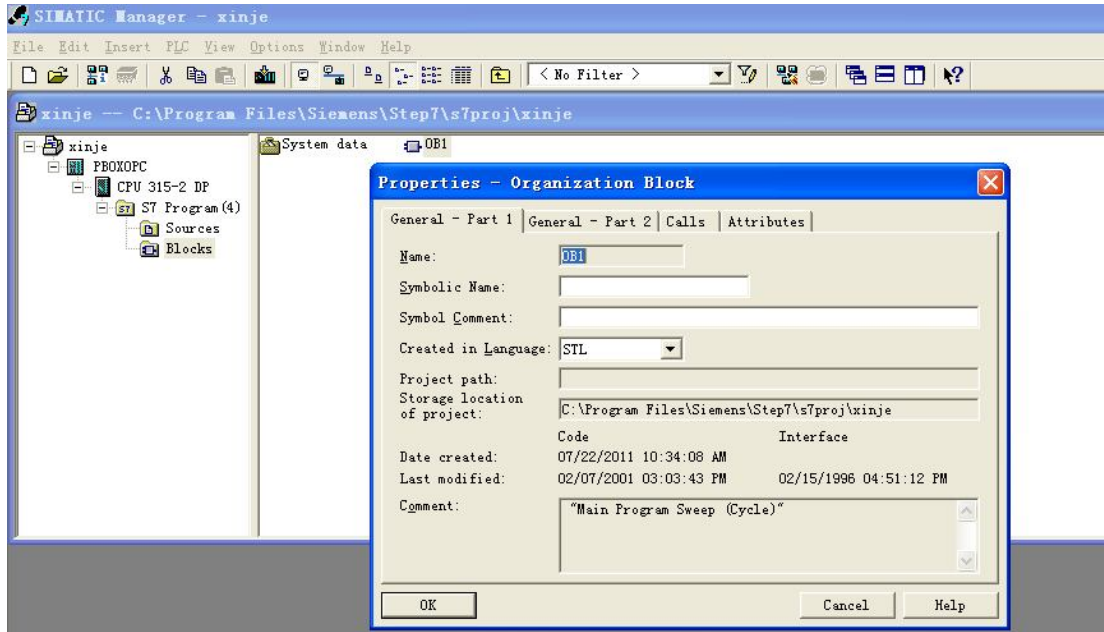 SIMATIC Manager - xinje
File Edit Insert PLC View Options Window Help
< No Filter >
xinje -- C:\Program Files\Siemens\Step7\s7proj\xinje
xinje
PBOXOPC
CPU 315-2 DP
S7 Program(4)
Sources
Blocks
System data
OB1
Properties - Organization Block
General - Part 1 General - Part 2 Calls Attributes
Name: OB1
Symbolic Name:
Symbol Comment:
Created in Language: STL
Project path:
Storage location
of project: C:\Program Files\Siemens\Step7\s7proj\xinje
Code Interface
Date created: 07/22/2011 10:34:08 AM
Last modified: 02/07/2001 03:03:43 PM 02/15/1996 04:51:12 PM
Comment: "Main Program Sweep (Cycle)"
OK Cancel Help